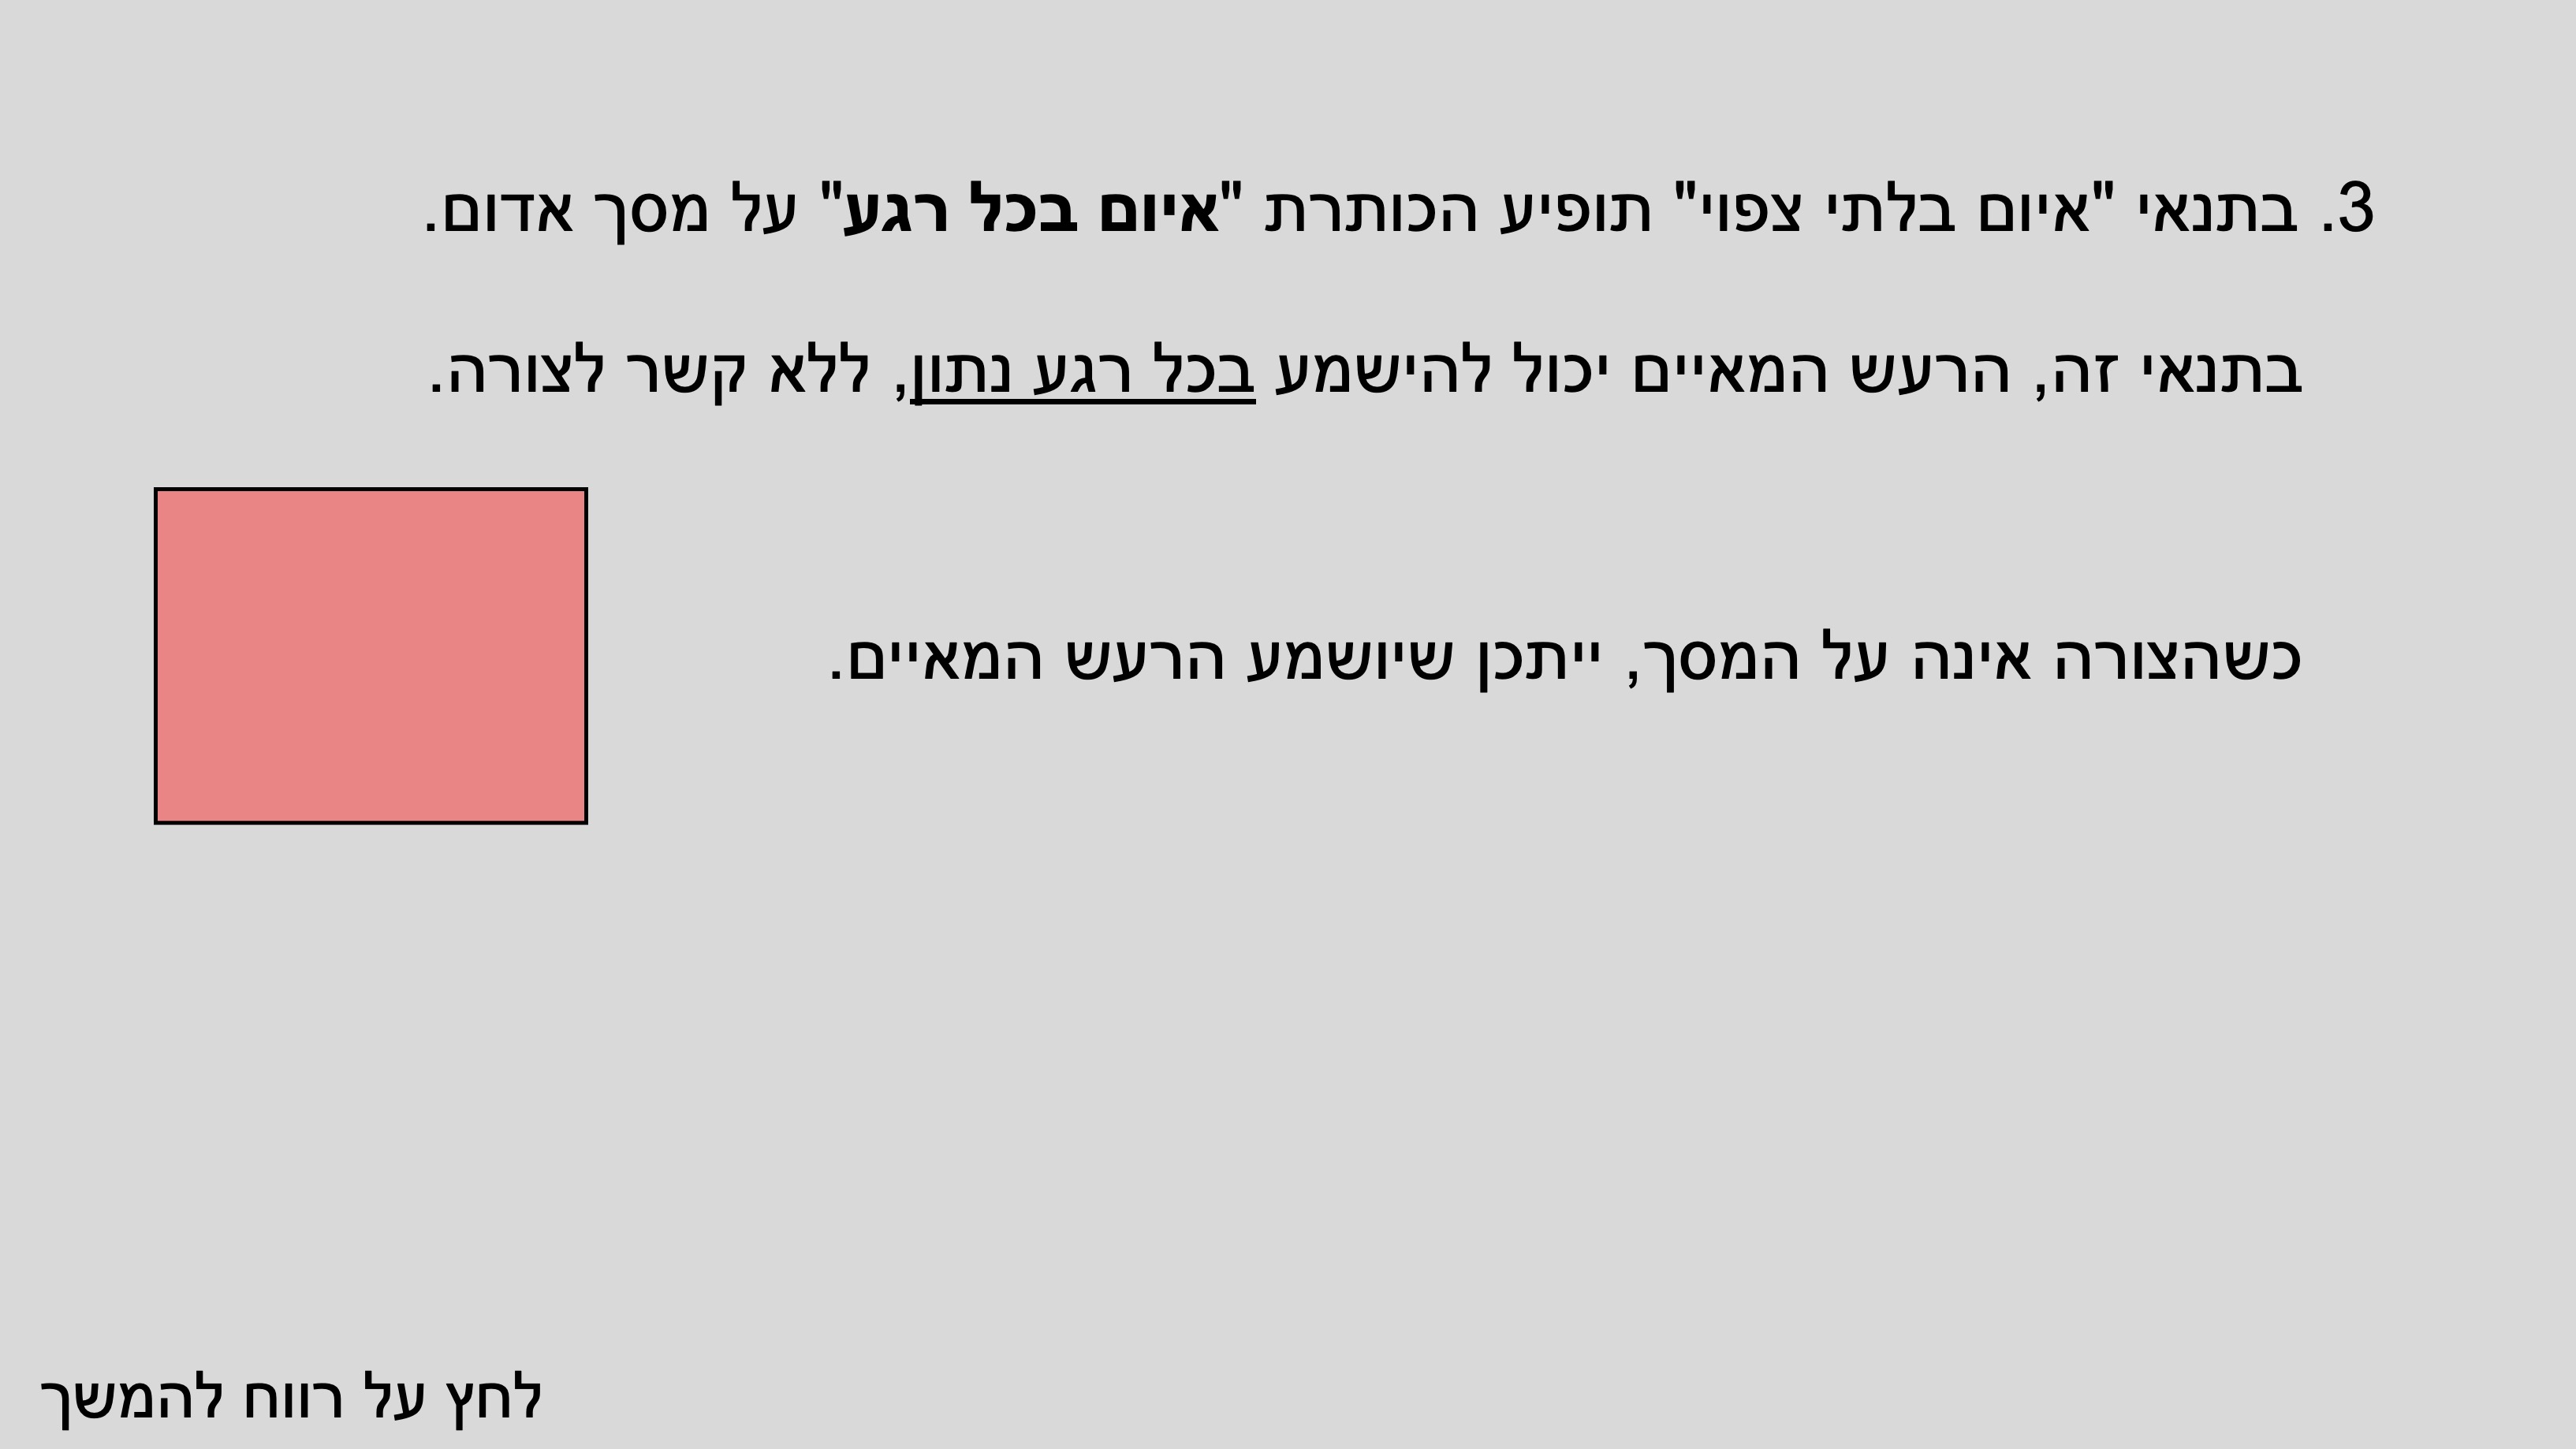 3. בתנאי "איום בלתי צפוי" תופיע הכותרת "איום בכל רגע" על מסך אדום.
בתנאי זה, הרעש המאיים יכול להישמע בכל רגע נתון, ללא קשר לצורה.
כשהצורה אינה על המסך, ייתכן שיושמע הרעש המאיים.
לחץ על רווח להמשך